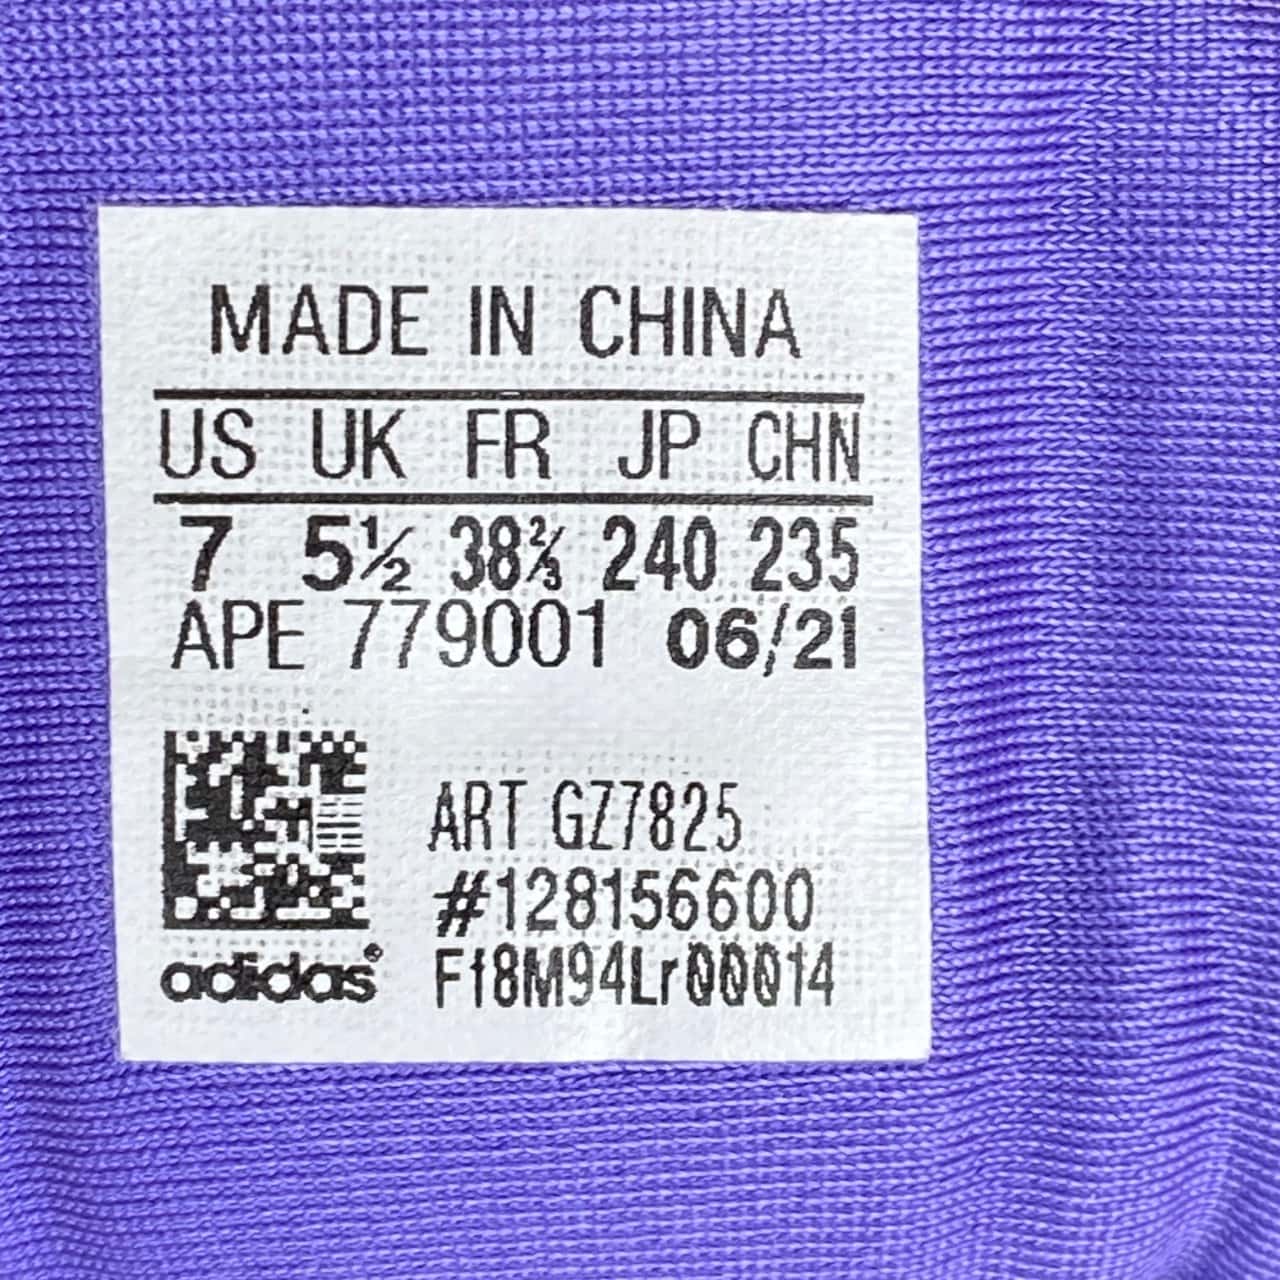 MADE IN CHINA
US UK FR JP CHN
7 5½ 38⅔ 240 235
APE 779001 06/21
ART GZ7825
#128156600
adidas® Ff8M94Lr00014